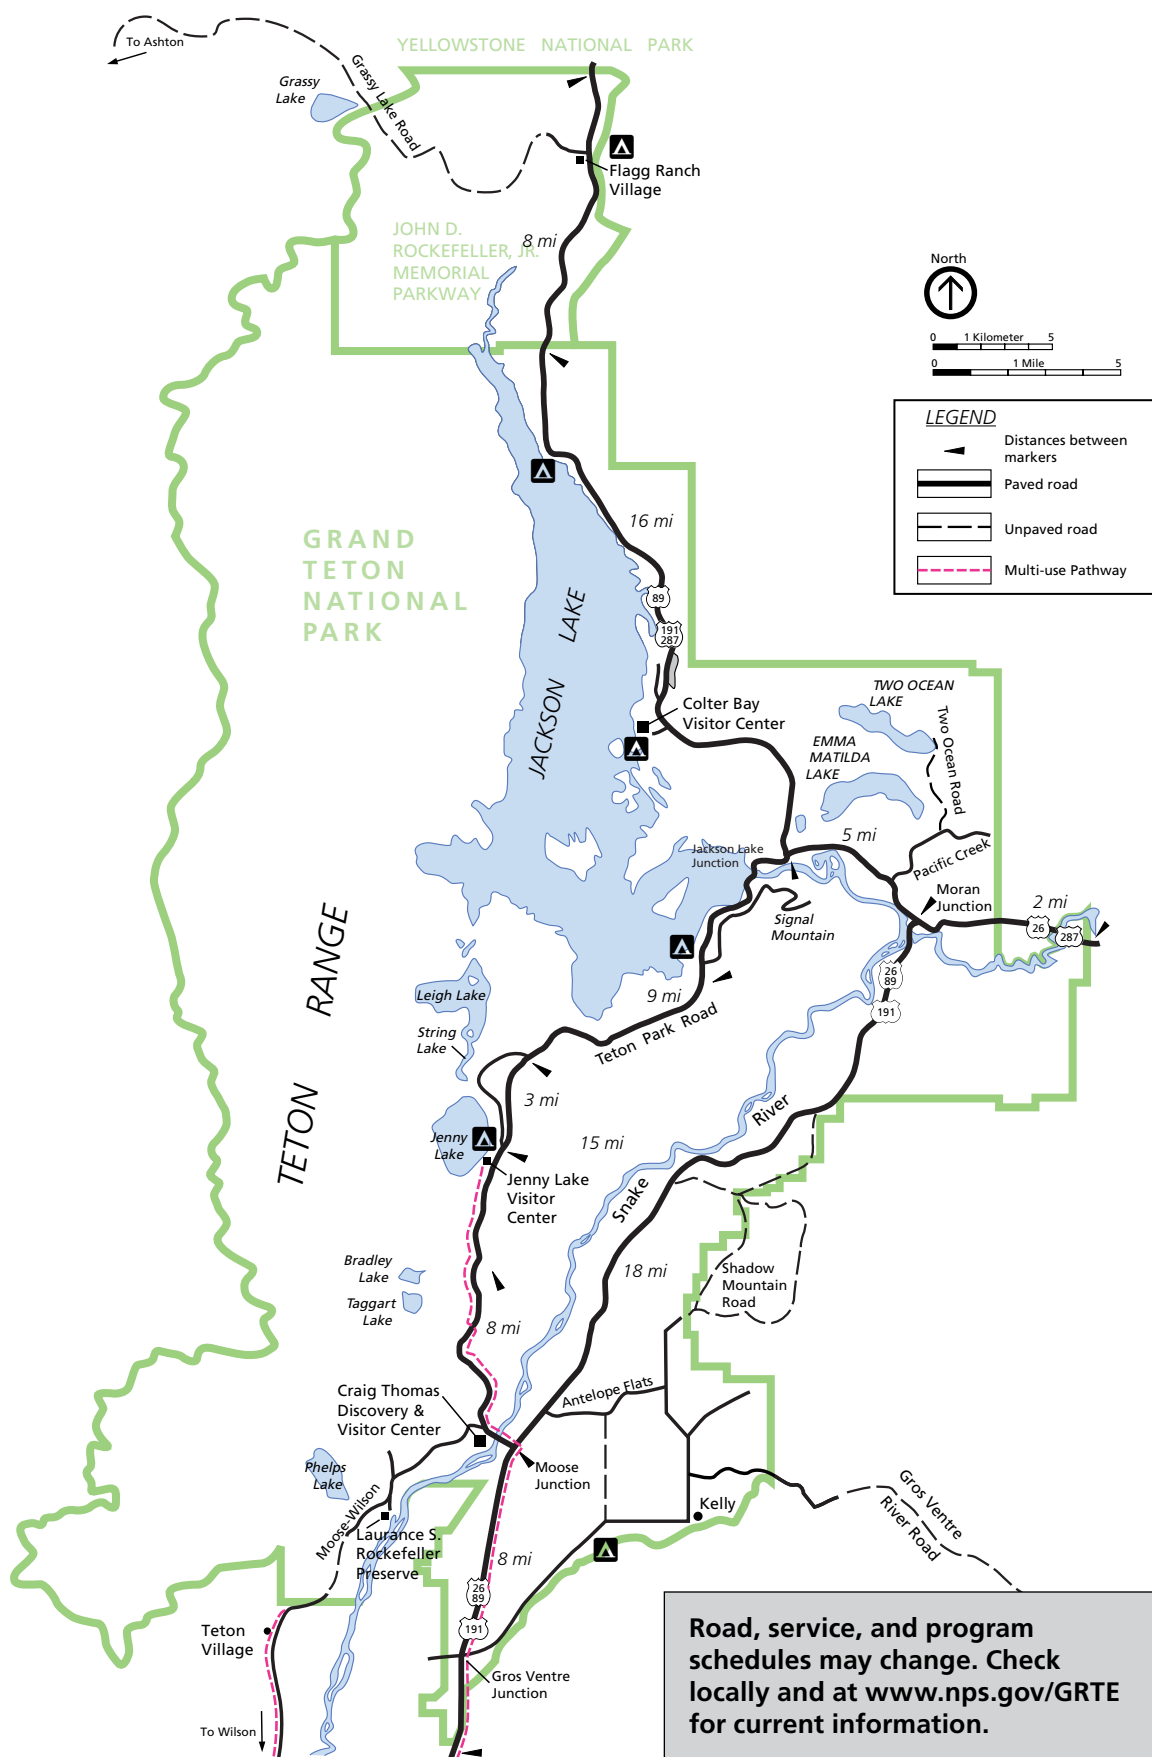 To Ashton
YELLOWSTONE NATIONAL PARK
Grassy
Lake
Grassy Lake Road
Flagg Ranch
Village
JOHN D.
ROCKEFELLER, JR.
MEMORIAL
PARKWAY
8 mi
North
0 1 Kilometer 5
0 1 Mile 5
LEGEND
Distances between
markers
Paved road
Unpaved road
Multi-use Pathway
16 mi
GRAND
TETON
NATIONAL
PARK
JACKSON LAKE
89
191
287
TWO OCEAN
LAKE
Two Ocean Road
Colter Bay
Visitor Center
EMMA
MATILDA
LAKE
5 mi
Jackson Lake
Junction
Pacific Creek
Moran
Junction
2 mi
26
287
Signal
Mountain
TETON RANGE
Leigh Lake
String
Lake
9 mi
Teton Park Road
26
89
191
3 mi
Jenny
Lake
15 mi
Snake River
Jenny Lake
Visitor
Center
Bradley
Lake
Taggart
Lake
18 mi
Shadow
Mountain
Road
8 mi
Craig Thomas
Discovery &
Visitor Center
Antelope Flats
Phelps
Lake
Moose
Junction
Moose-Wilson
Kelly
Gros Ventre
River Road
Laurance S.
Rockefeller
Preserve
8 mi
26
89
191
Teton
Village
Gros Ventre
Junction
To Wilson
Road, service, and program
schedules may change. Check
locally and at www.nps.gov/GRTE
for current information.